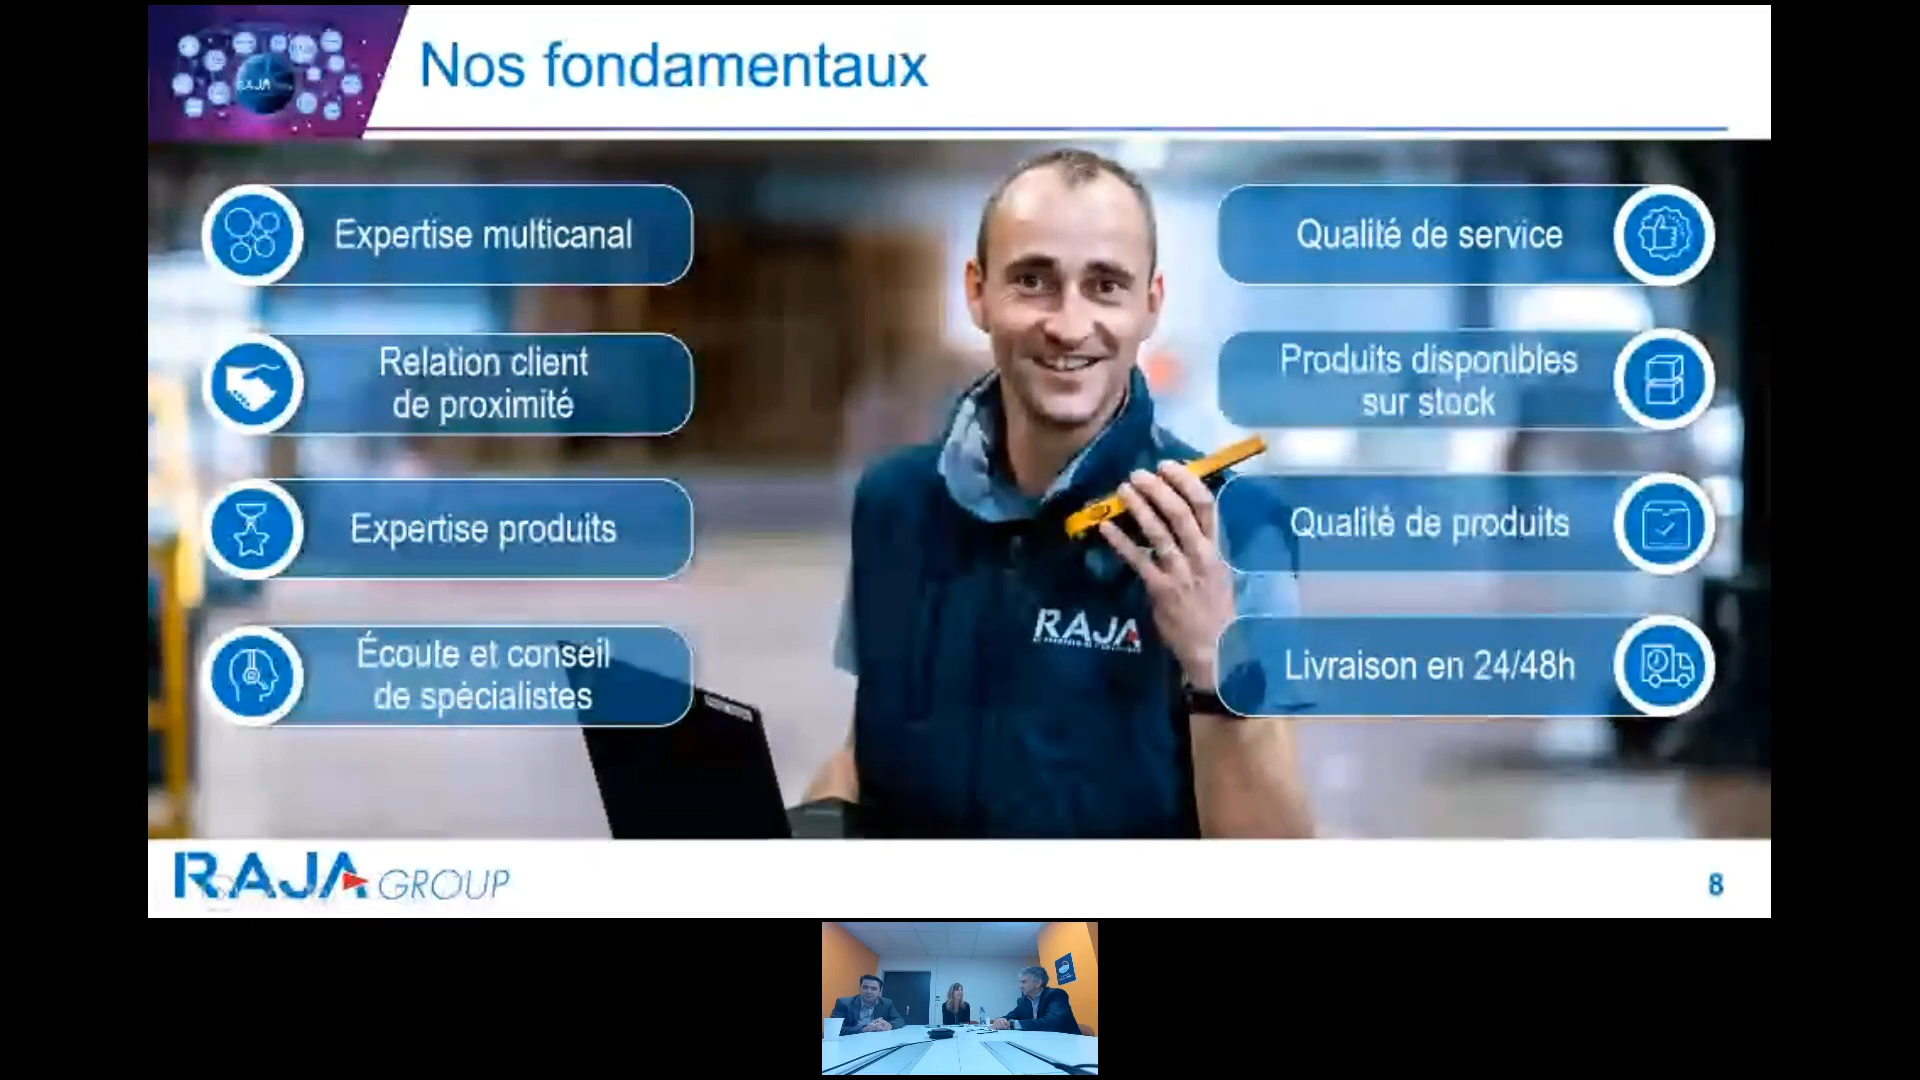 RAJA
Nos fondamentaux
Expertise multicanal
Relation client
de proximité
Expertise produits
Écoute et conseil
de spécialistes
Qualité de service
Produits disponibles
sur stock
Qualité de produits
Livraison en 24/48h
RAJA
RAJA GROUP
8